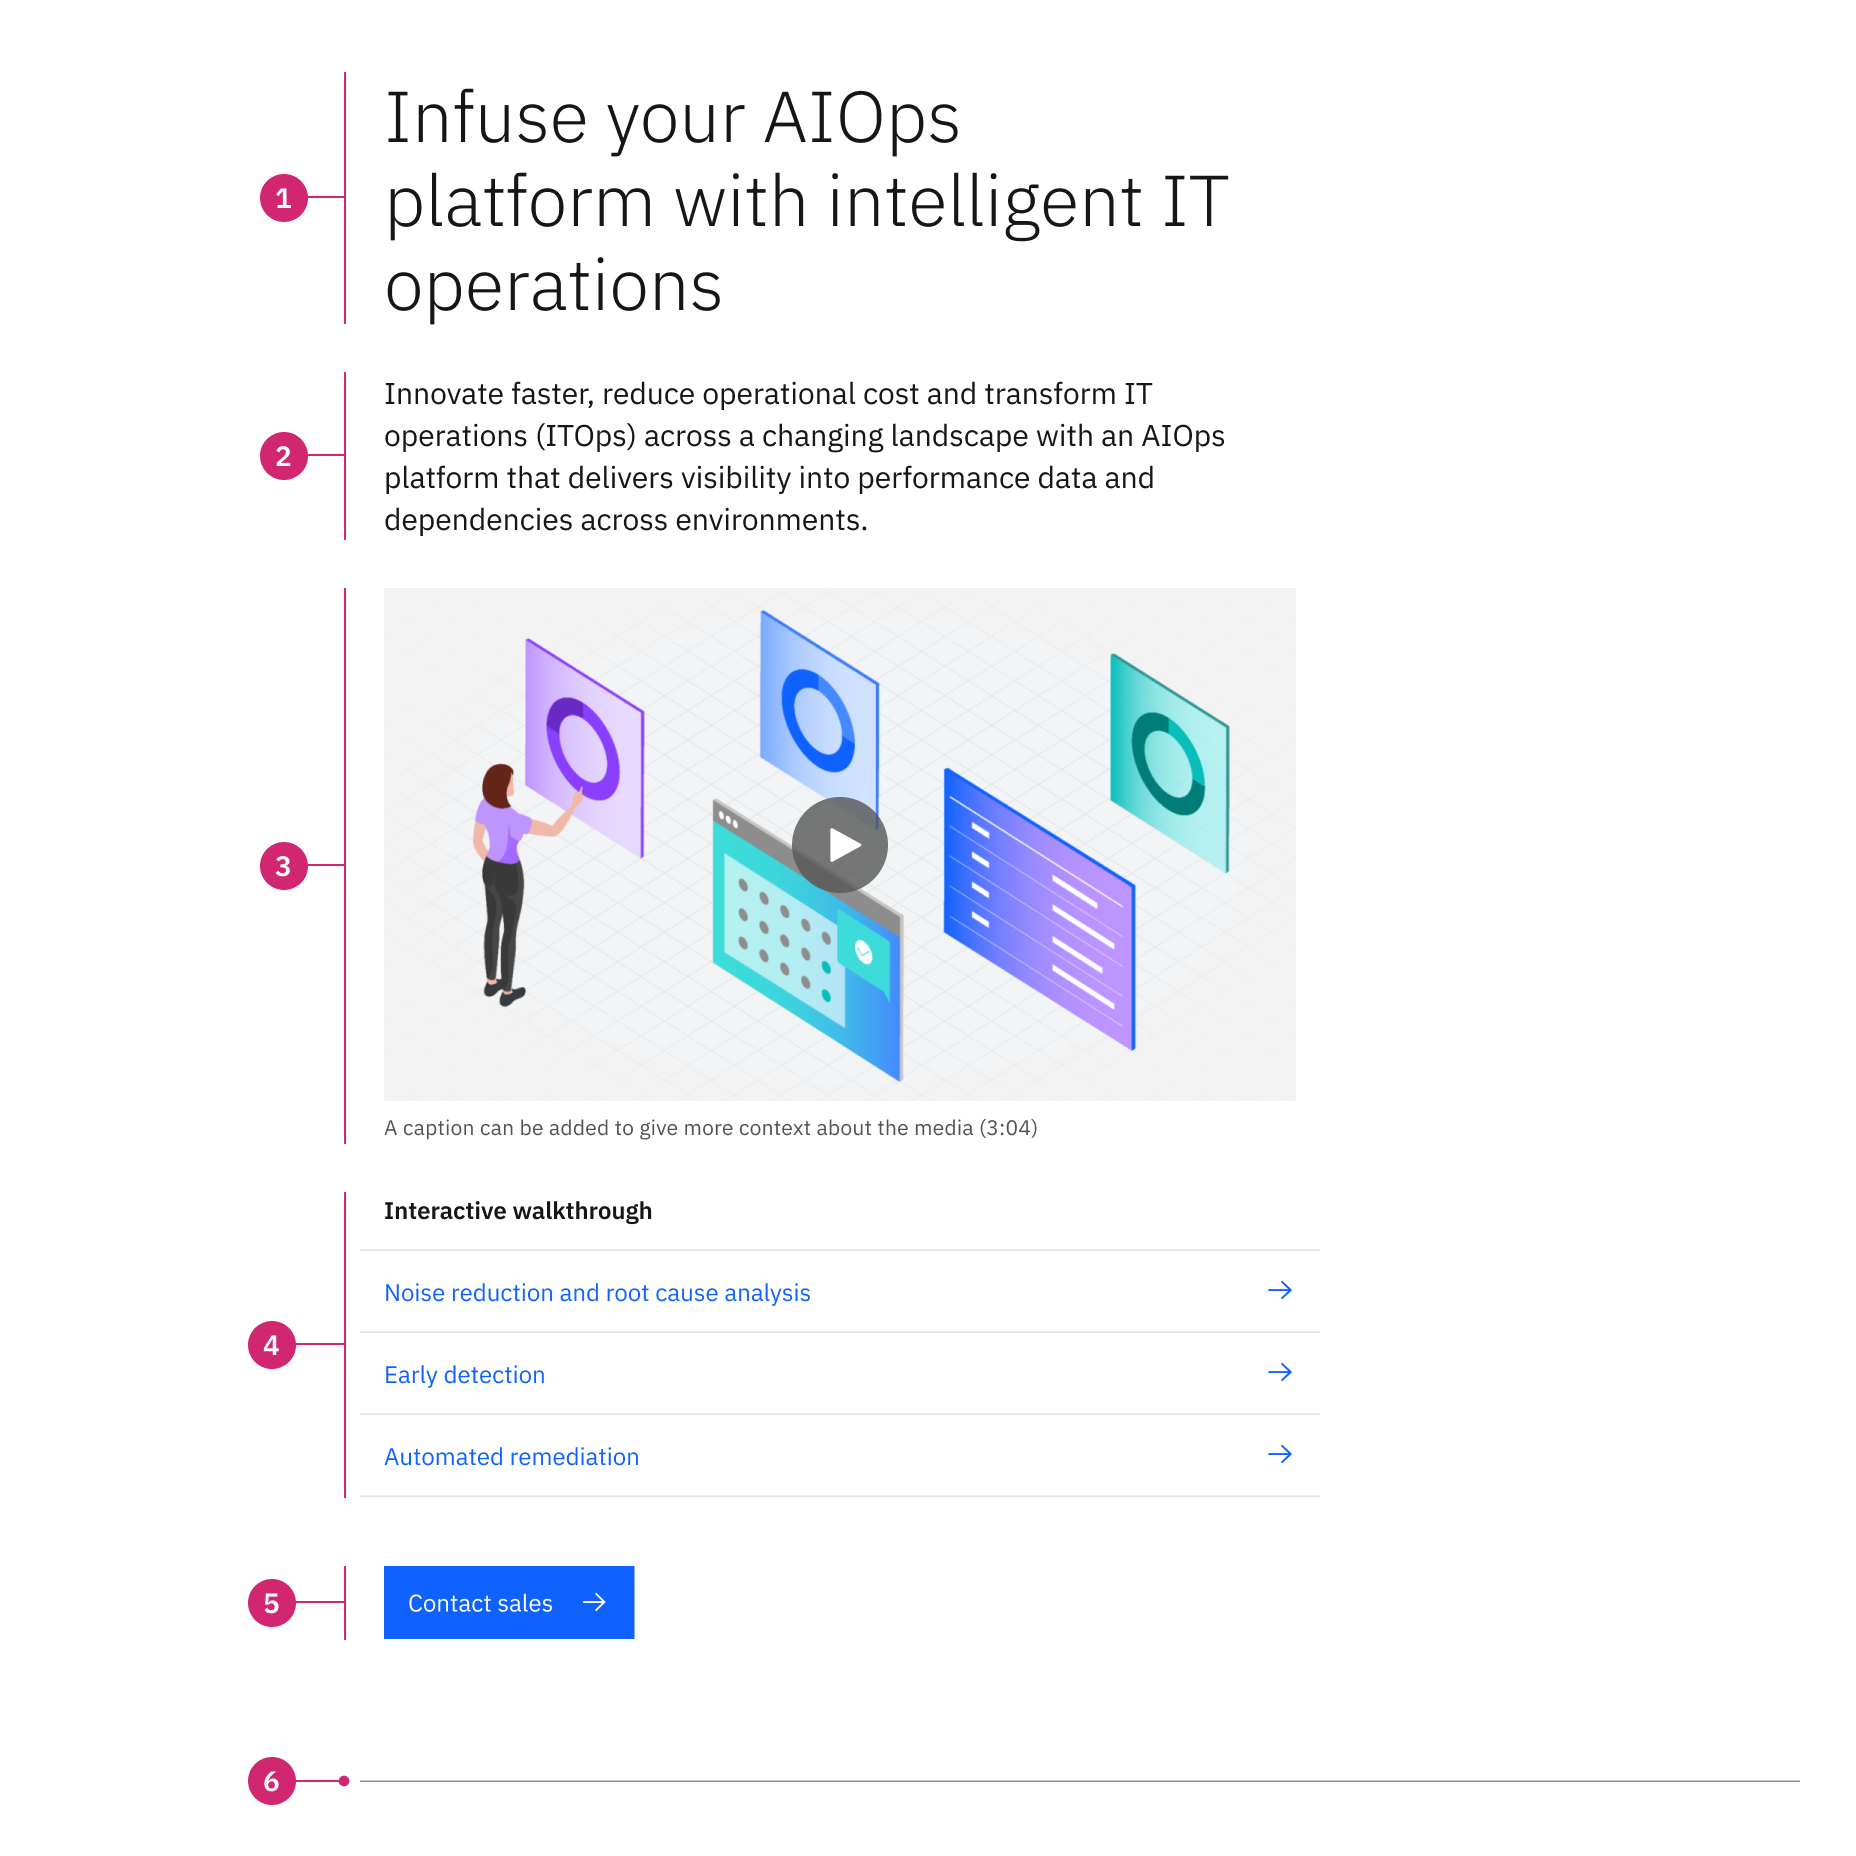 1
Infuse your AIOps
platform with intelligent IT
operations
2
Innovate faster, reduce operational cost and transform IT
operations (ITOps) across a changing landscape with an AIOps
platform that delivers visibility into performance data and
dependencies across environments.
3
A caption can be added to give more context about the media (3:04)
4
Interactive walkthrough
Noise reduction and root cause analysis
Early detection
Automated remediation
5
Contact sales
6